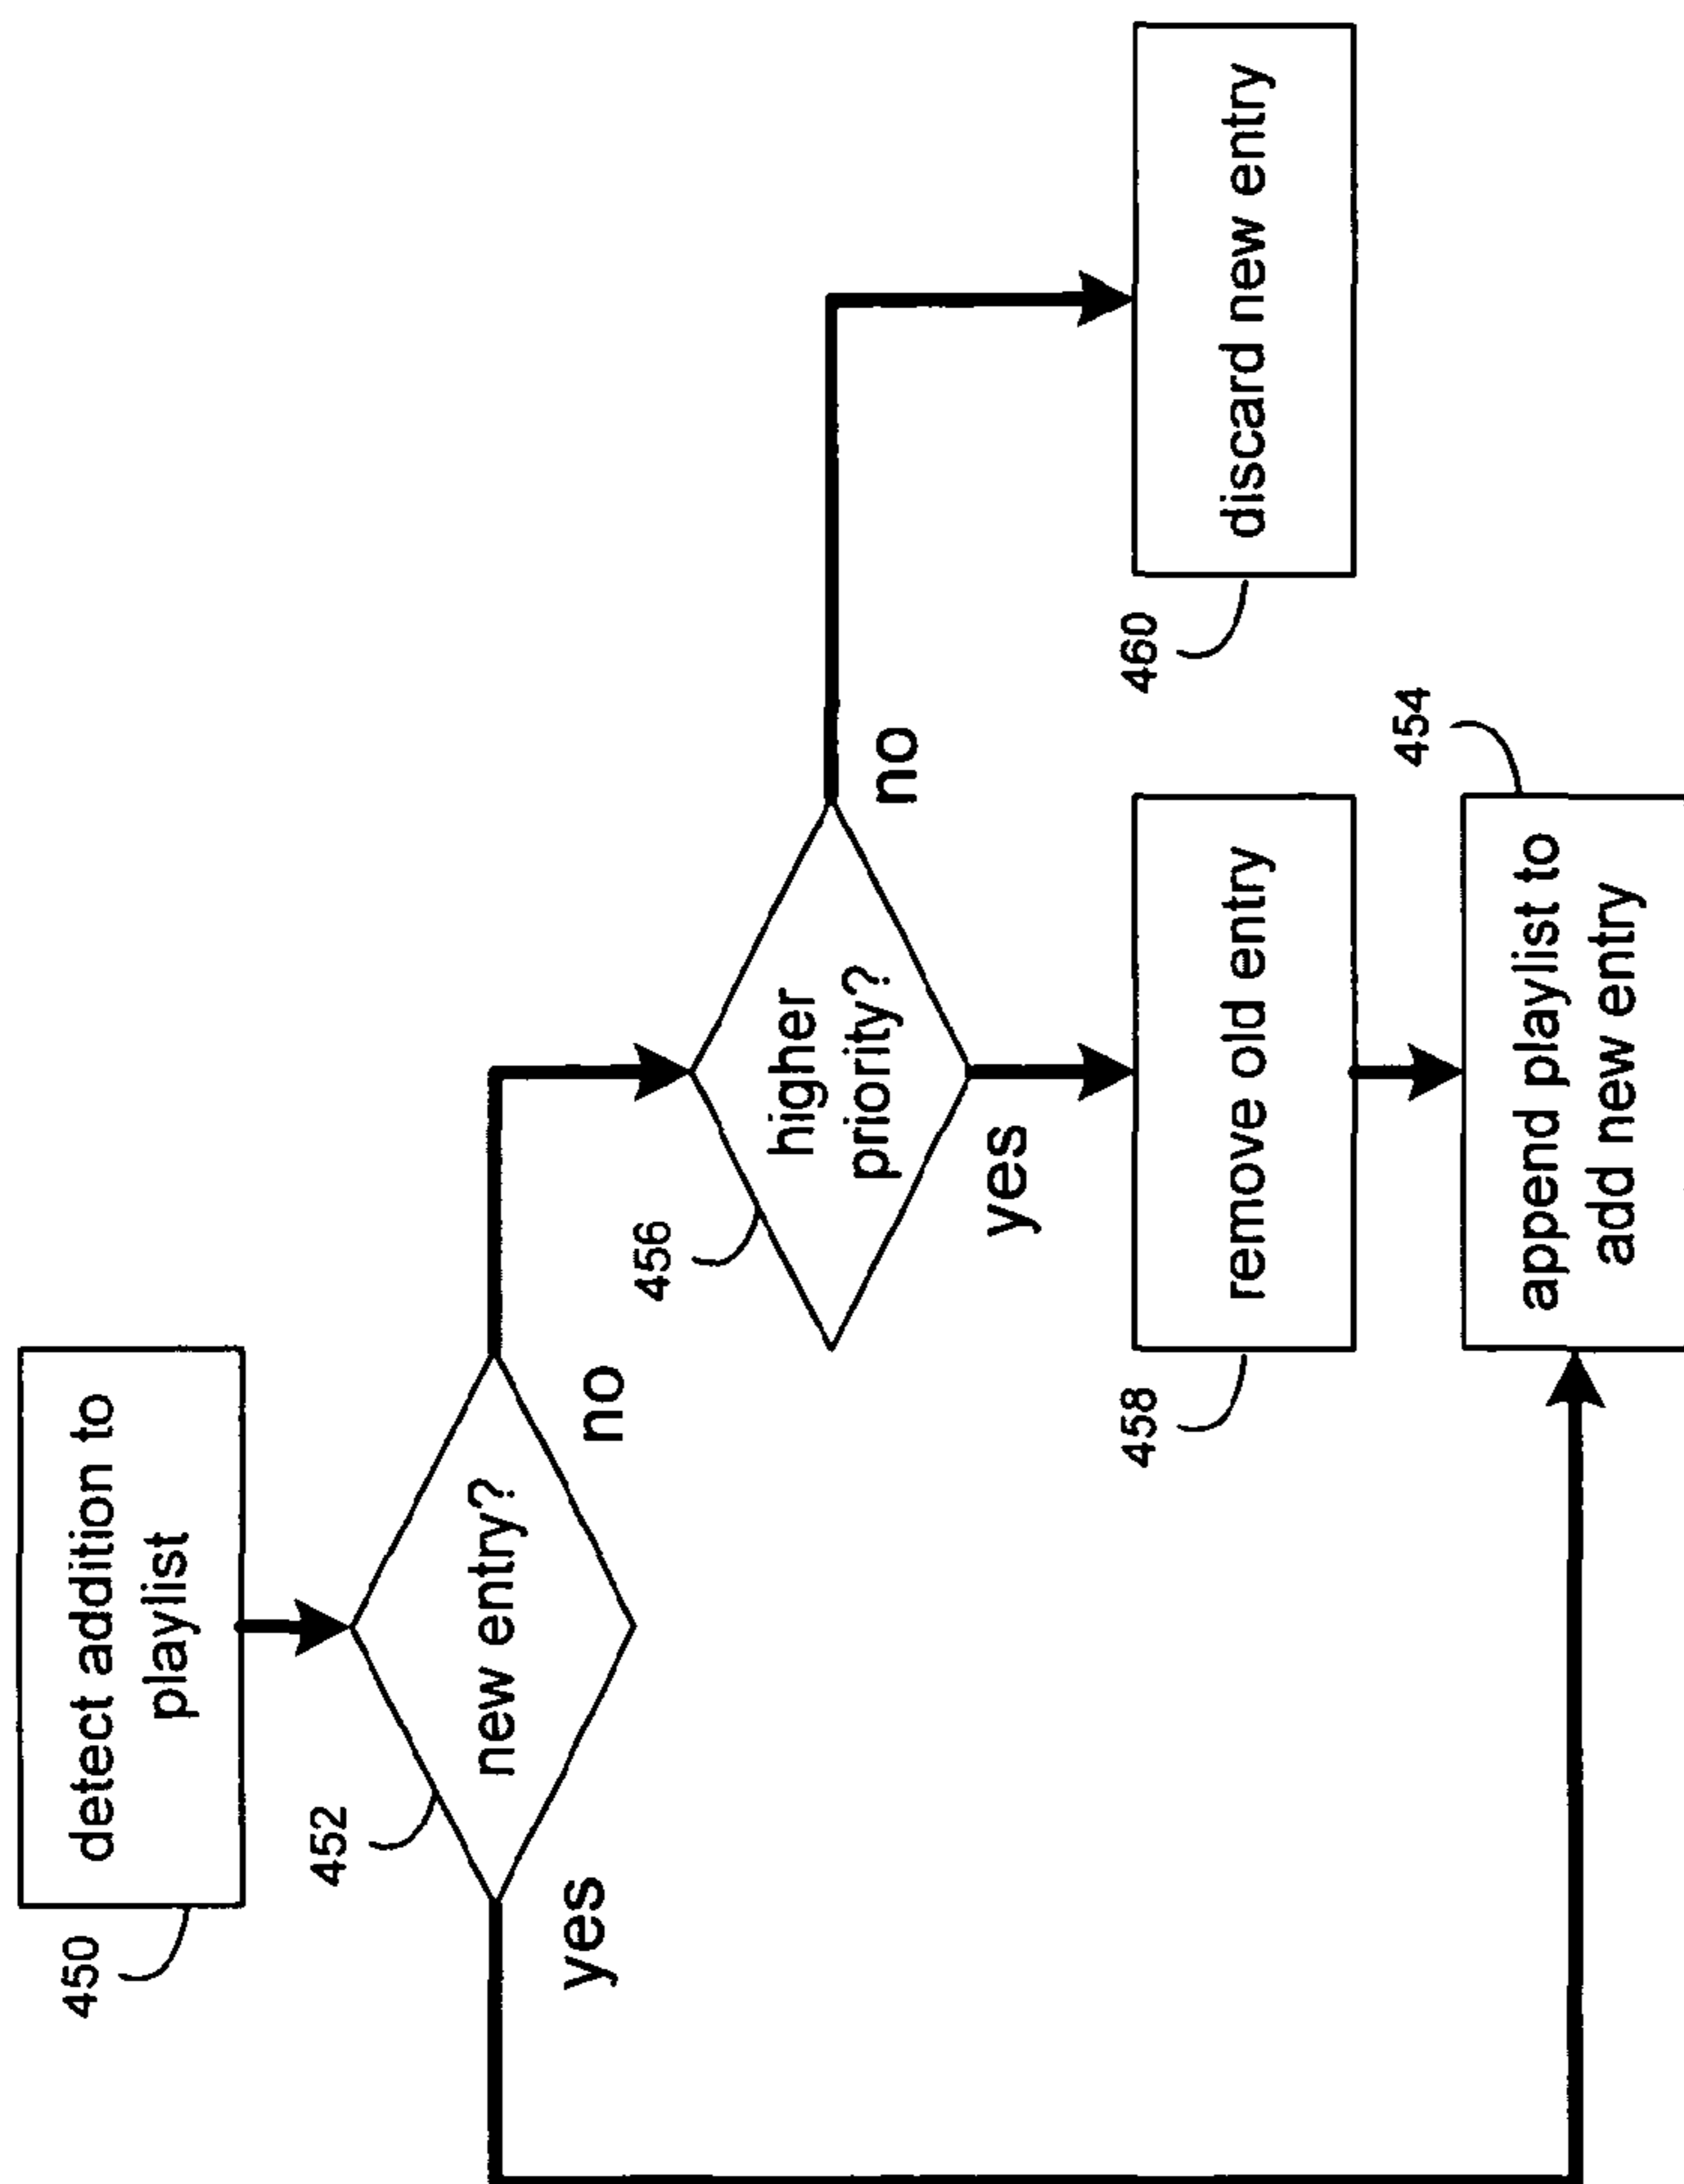 450
detect addition to
playlist
452
new entry?
yes
no
456
higher
priority?
yes
no
458
remove old entry
460
discard new entry
454
append playlist to
add new entry